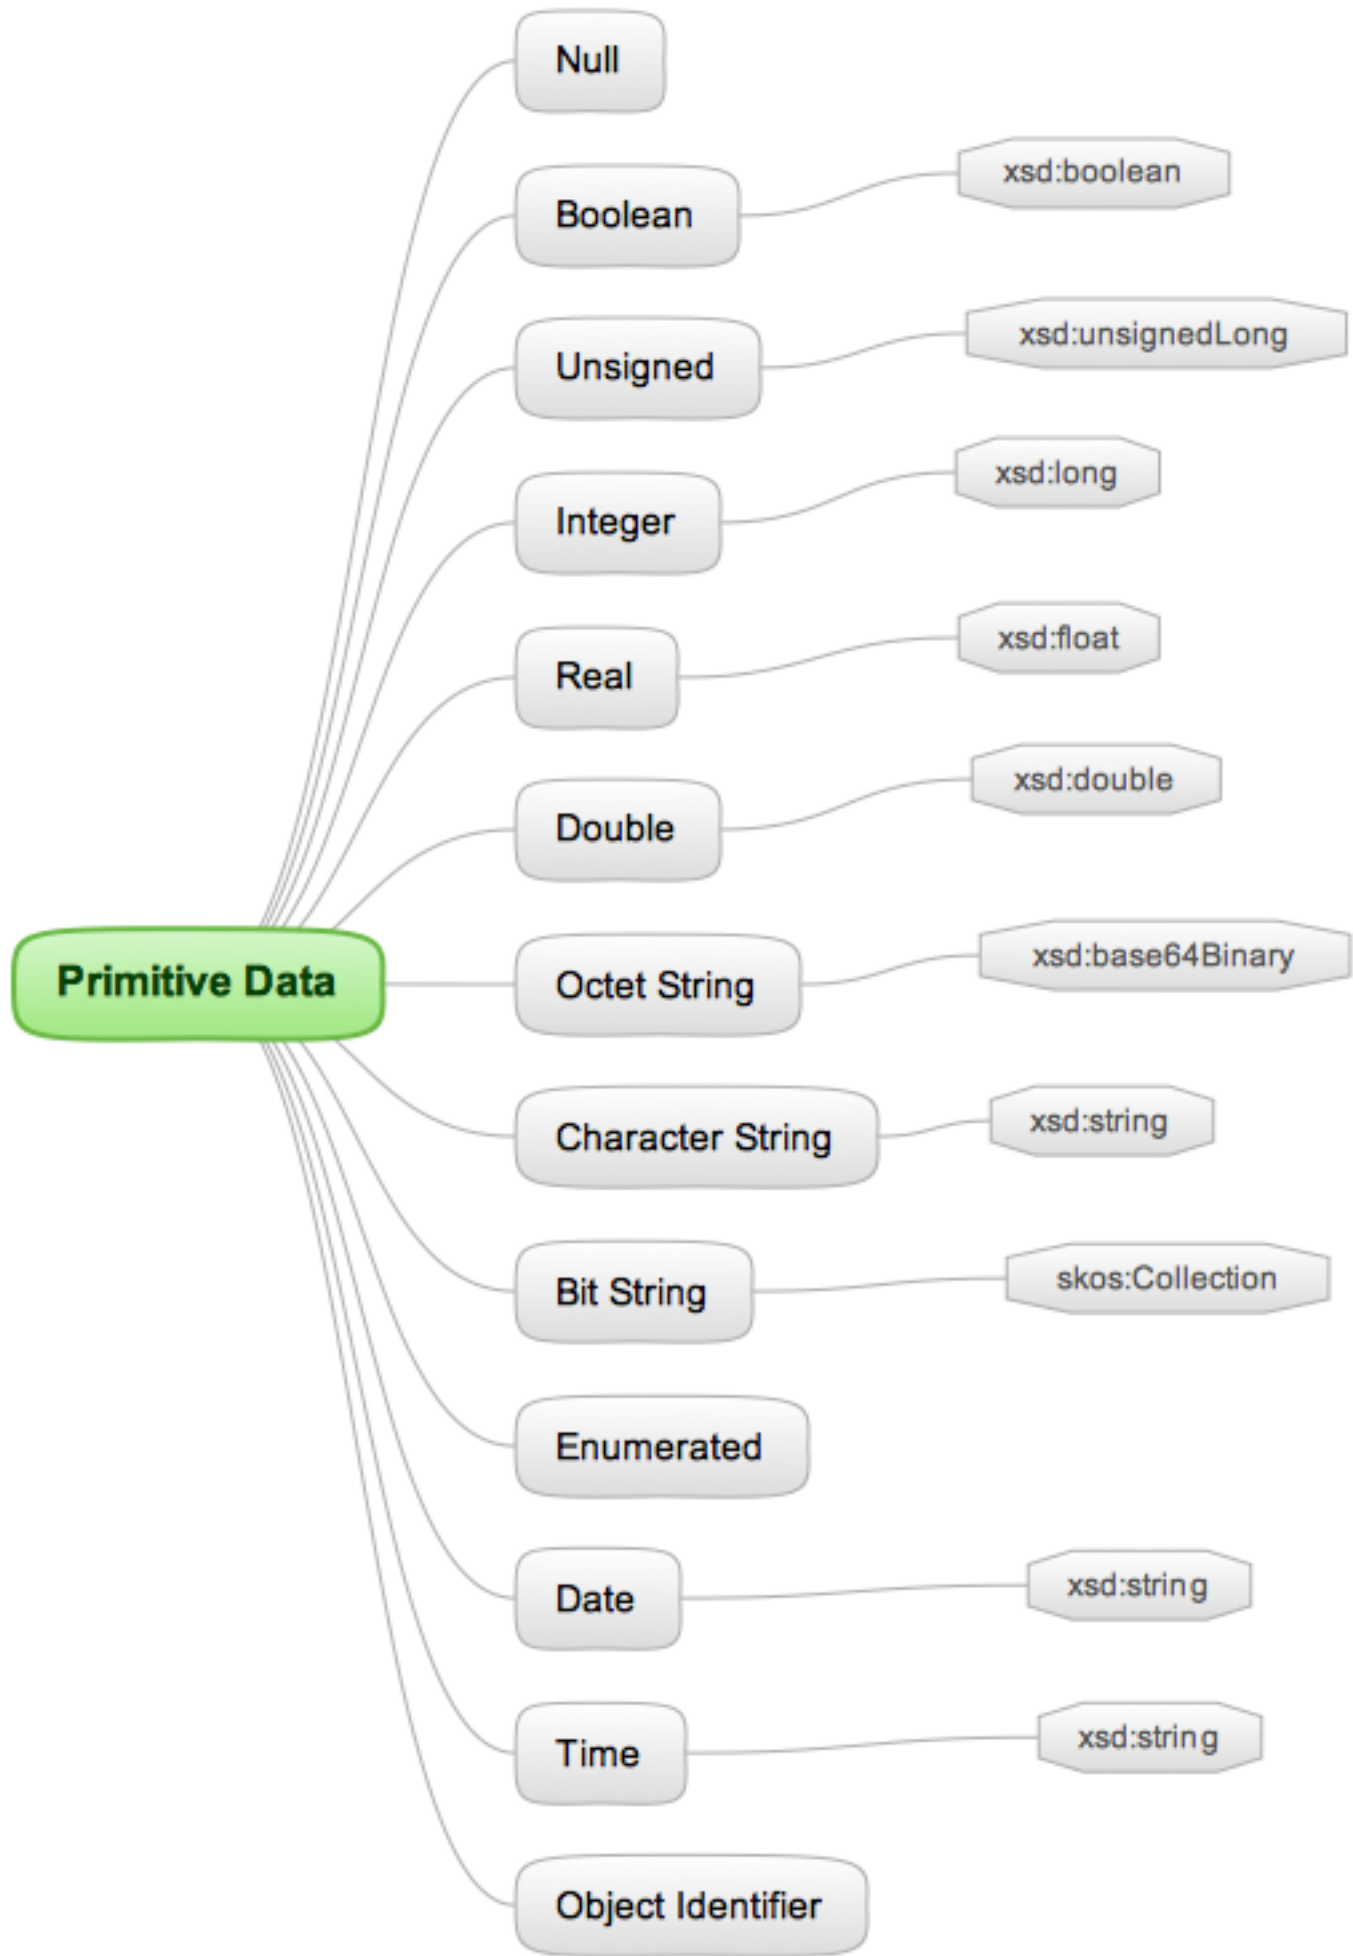 Null
Boolean
xsd:boolean
Unsigned
xsd:unsignedLong
Integer
xsd:long
Real
xsd:float
Double
xsd:double
Primitive Data
Octet String
xsd:base64Binary
Character String
xsd:string
Bit String
skos:Collection
Enumerated
Date
xsd:string
Time
xsd:string
Object Identifier